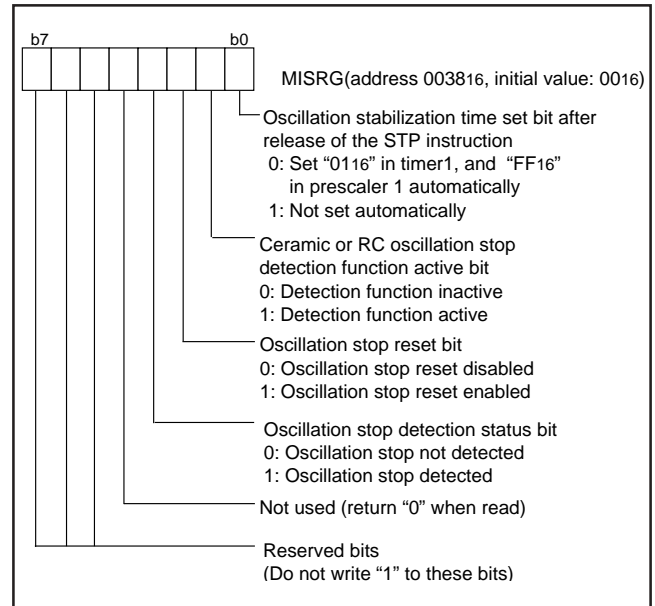 b7 b0
MISRG(address 003816, initial value: 0016)
Oscillation stabilization time set bit after
release of the STP instruction
0: Set “0116” in timer1, and “FF16”
in prescaler 1 automatically
1: Not set automatically
Ceramic or RC oscillation stop
detection function active bit
0: Detection function inactive
1: Detection function active
Oscillation stop reset bit
0: Oscillation stop reset disabled
1: Oscillation stop reset enabled
Oscillation stop detection status bit
0: Oscillation stop not detected
1: Oscillation stop detected
Not used (return “0” when read)
Reserved bits
(Do not write “1” to these bits)